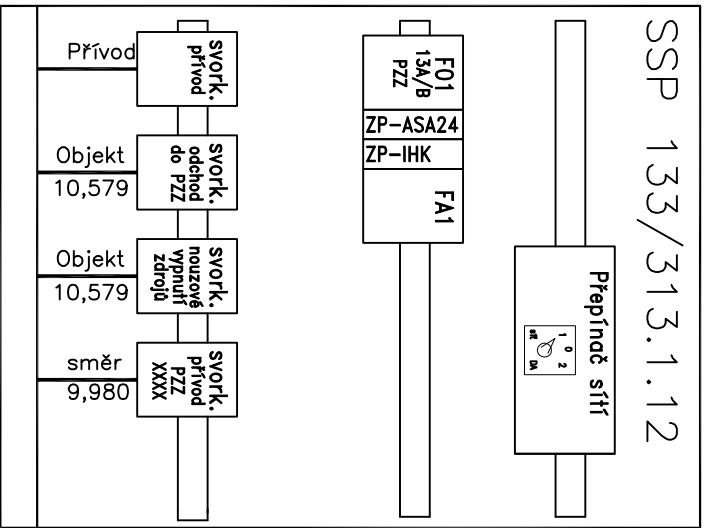 SSP 133/313.1.12
Přívod
svork.
přívod
Objekt
10,579
svork.
odchod
do PZZ
Objekt
10,579
svork.
nouzové
vypnutí
zdrojů
směr
9,980
svork.
přívod
PZZ
XXXX
F01
13A/B
PZZ
ZP-ASA24
ZP-IHK
FA1
Přepínač sítí
1 0 2
DA